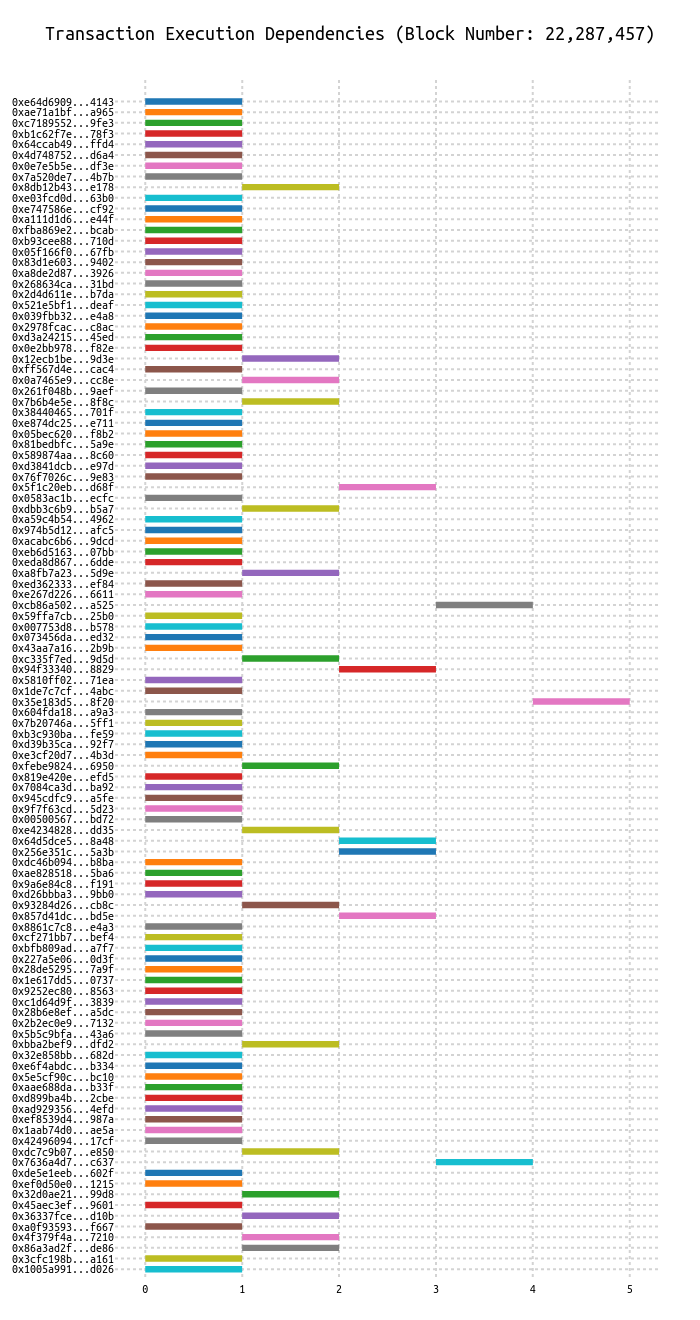 Transaction Execution Dependencies (Block Number: 22,287,457)
0xe64d6909...4143
0xae71a1bf...a965
0xc7189552...9fe3
0xb1c62f7e...78f3
0x64ccab49...ffd4
0x4d748752...d6a4
0x0e7e5b5e...df3e
0x7a520de7...4b7b
0x8db12b43...e178
0xe03fcd0d...63b0
0xe747586e...cf92
0xa111d1d6...e44f
0xfba869e2...bcab
0xb93cee88...710d
0x05f166f0...67fb
0x83d1e603...9402
0xa8de2d87...3926
0x268634ca...31bd
0x2d4d611e...b7da
0x521e5bf1...deaf
0x039fbb32...e4a8
0x2978fcac...c8ac
0xd3a24215...45ed
0x0e2bb978...f82e
0x12ecb1be...9d3e
0xff567d4e...cac4
0x0a7465e9...cc8e
0x261f048b...9aef
0x7b6b4e5e...8f8c
0x38440465...701f
0xe874dc25...e711
0x05bec620...f8b2
0x81bedbfc...5a9e
0x589874aa...8c60
0xd3841dcb...e97d
0x76f7026c...9e83
0x5f1c20eb...d68f
0x0583ac1b...ecfc
0xdbb3c6b9...b5a7
0xa59c4b54...4962
0x974b5d12...afc5
0xacabc6b6...9dcd
0xeb6d5163...07bb
0xeda8d867...6dde
0xa8fb7a23...5d9e
0xed362333...ef84
0xe267d226...6611
0xcb86a502...a525
0x59ffa7cb...25b0
0x007753d8...b578
0x073456da...ed32
0x43aa7a16...2b9b
0xc335f7ed...9d5d
0x94f33340...8829
0x5810ff02...71ea
0x1de7c7cf...4abc
0x35e183d5...8f20
0x604fda18...a9a3
0x7b20746a...5ff1
0xb3c930ba...fe59
0xd39b35ca...92f7
0xe3cf20d7...4b3d
0xfebe9824...6950
0x819e420e...efd5
0x7084ca3d...ba92
0x945cdfc9...a5fe
0x9f7f63cd...5d23
0x00500567...bd72
0xe4234828...dd35
0x64d5dce5...8a48
0x256e351c...5a3b
0xdc46b094...b8ba
0xae828518...5ba6
0x9a6e84c8...f191
0xd26bbba3...9bb0
0x93284d26...cb8c
0x857d41dc...bd5e
0x8861c7c8...e4a3
0xcf271bb7...bef4
0xbfb809ad...a7f7
0x227a5e06...0d3f
0x28de5295...7a9f
0x1e617dd5...0737
0x9252ec80...8563
0xc1d64d9f...3839
0x28b6e8ef...a5dc
0x2b2ec0e9...7132
0x5b5c9bfa...43a6
0xbba2bef9...dfd2
0x32e858bb...682d
0xe6f4abdc...b334
0x5e5cf90c...bc10
0xaae688da...b33f
0xd899ba4b...2cbe
0xad929356...4efd
0xef8539d4...987a
0x1aab74d0...ae5a
0x42496094...17cf
0xdc7c9b07...e850
0x7636a4d7...c637
0xde5e1eeb...602f
0xef0d50e0...1215
0x32d0ae21...99d8
0x45aec3ef...9601
0x36337fce...d10b
0xa0f93593...f667
0x4f379f4a...7210
0x86a3ad2f...de86
0x3cfc198b...a161
0x1005a991...d026
0 1 2 3 4 5